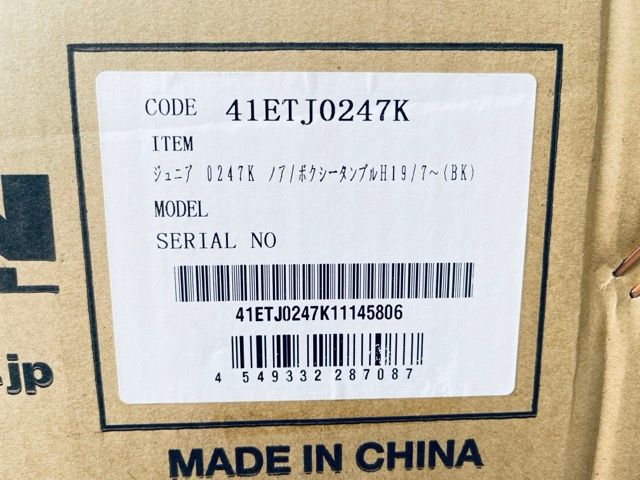 CODE 41ETJ0247K
ITEM
ｼﾞｭﾆｱ 0247K ﾉｱ/ﾎﾞｸｼｰﾀﾝﾌﾞﾙH19/7～(BK)
MODEL
SERIAL NO
41ETJ0247K11145806
4 549332 287087
.jp
MADE IN CHINA